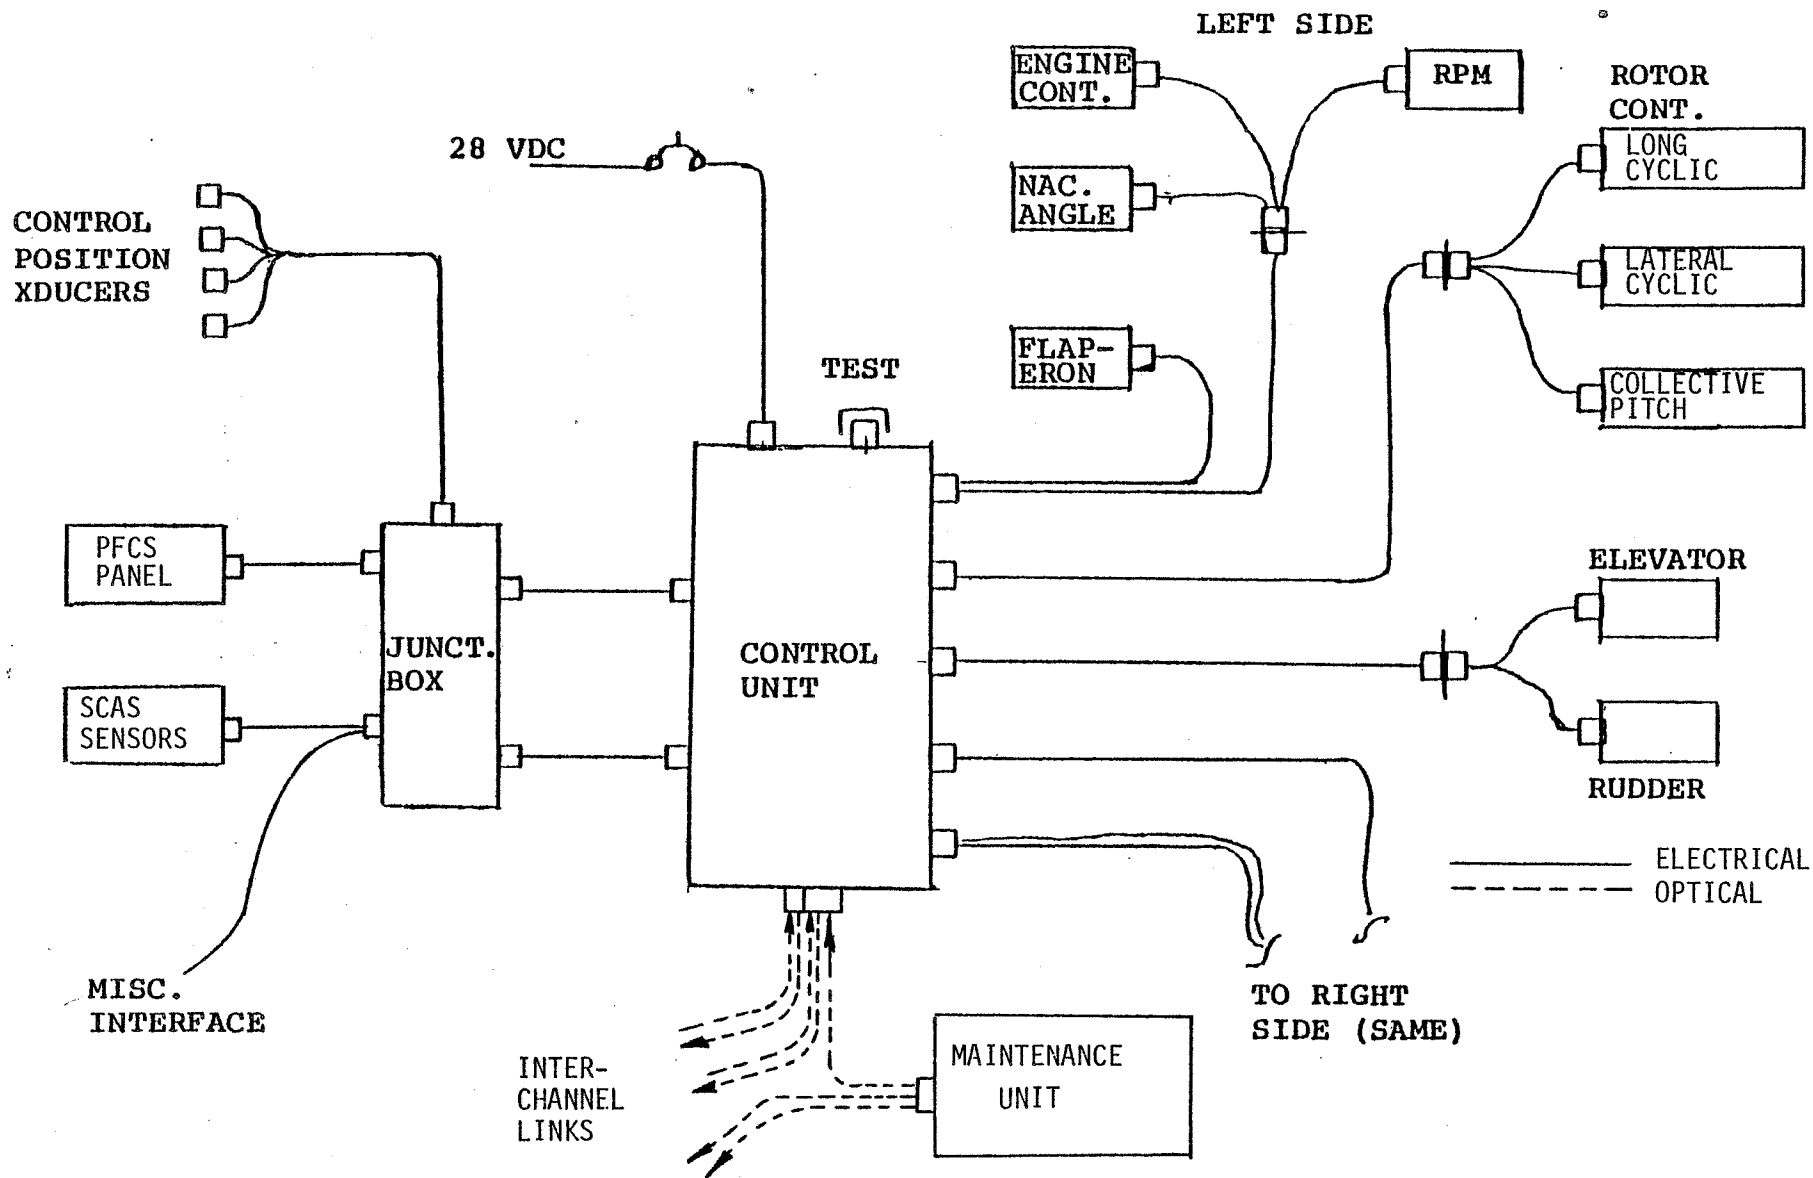 LEFT SIDE
ENGINE
CONT.
RPM
ROTOR
CONT.
LONG
CYCLIC
28 VDC
NAC.
ANGLE
CONTROL
POSITION
XDUCERS
LATERAL
CYCLIC
FLAP-
ERON
TEST
COLLECTIVE
PITCH
PFCS
PANEL
ELEVATOR
JUNCT.
BOX
CONTROL
UNIT
SCAS
SENSORS
RUDDER
ELECTRICAL
OPTICAL
MISC.
INTERFACE
TO RIGHT
SIDE (SAME)
INTER-
CHANNEL
LINKS
MAINTENANCE
UNIT